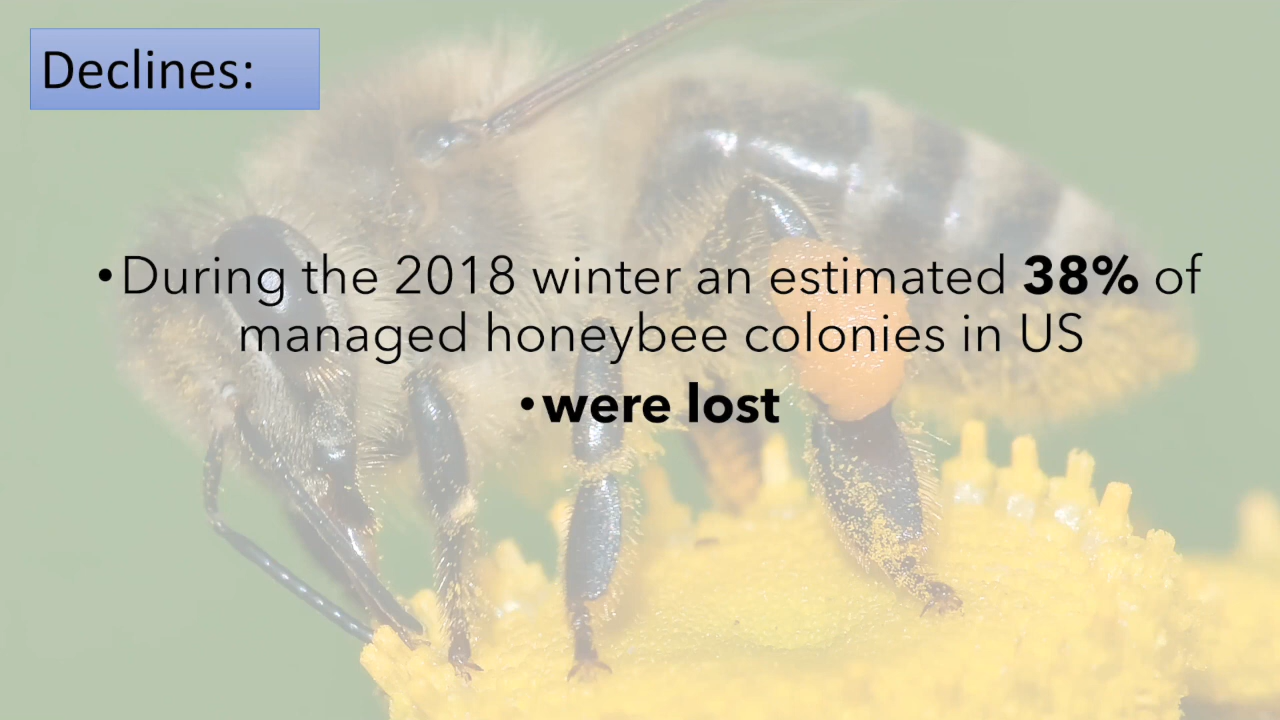 Declines:
•During the 2018 winter an estimated 38% of
managed honeybee colonies in US
•were lost